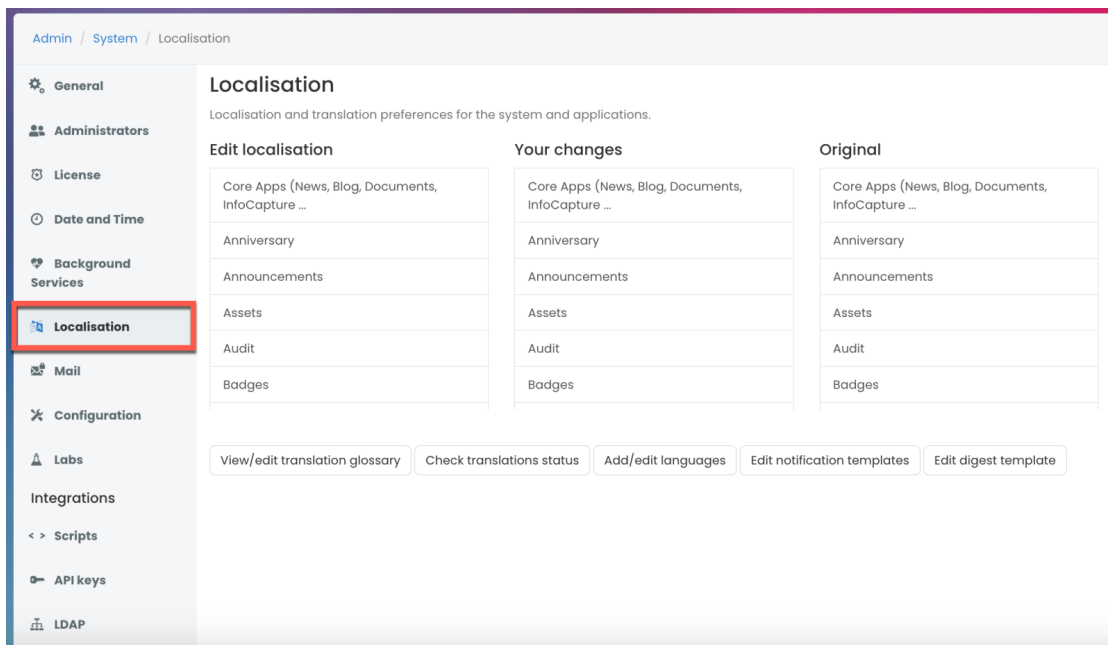 Admin / System / Localisation
General
Administrators
License
Date and Time
Background
Services
Localisation
Mail
Configuration
Labs
Integrations
Scripts
API keys
LDAP
Localisation
Localisation and translation preferences for the system and applications.
Edit localisation
Core Apps (News, Blog, Documents,
InfoCapture ...
Anniversary
Announcements
Assets
Audit
Badges
Your changes
Core Apps (News, Blog, Documents,
InfoCapture ...
Anniversary
Announcements
Assets
Audit
Badges
Original
Core Apps (News, Blog, Documents,
InfoCapture ...
Anniversary
Announcements
Assets
Audit
Badges
View/edit translation glossary
Check translations status
Add/edit languages
Edit notification templates
Edit digest template